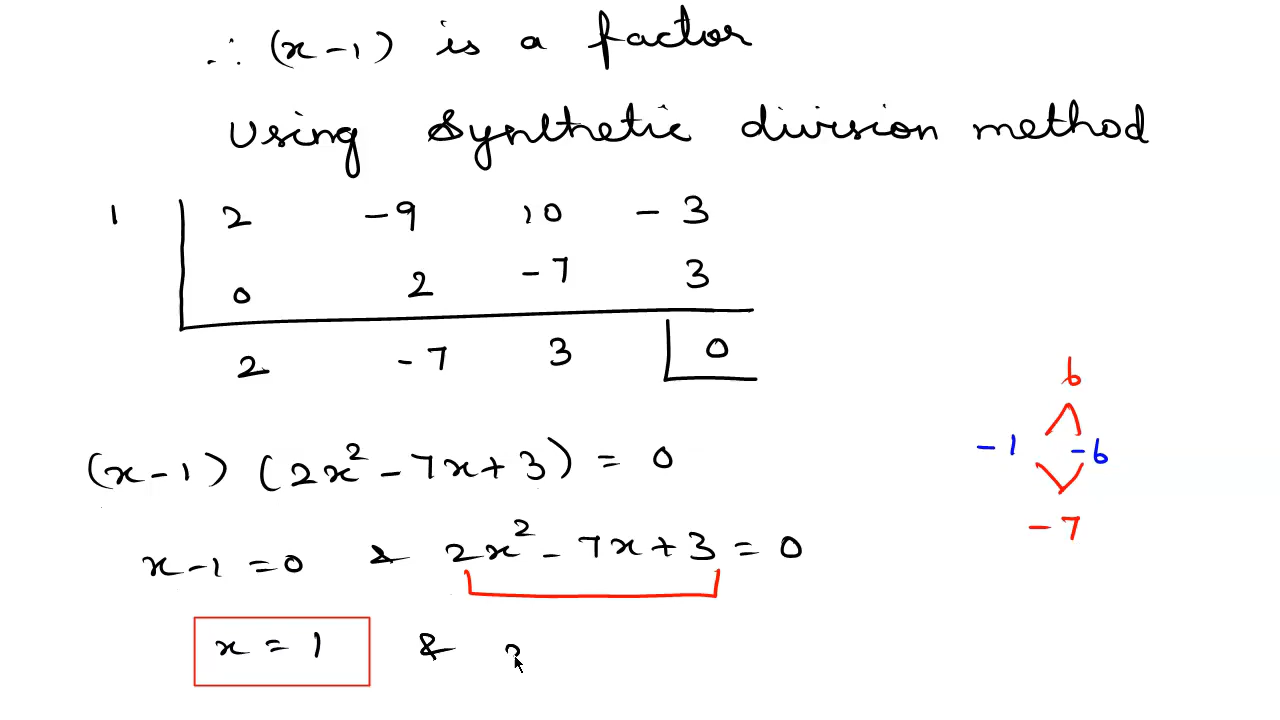 ∴ (x-1) is a factor
Using Synthetic division method
1 | 2 -9 10 -3
0 2 -7 3
2 -7 3 | 0
6
(x-1) (2x² - 7x + 3) = 0
-1 -6
-7
x-1 = 0 & 2x² - 7x + 3 = 0
x = 1 &